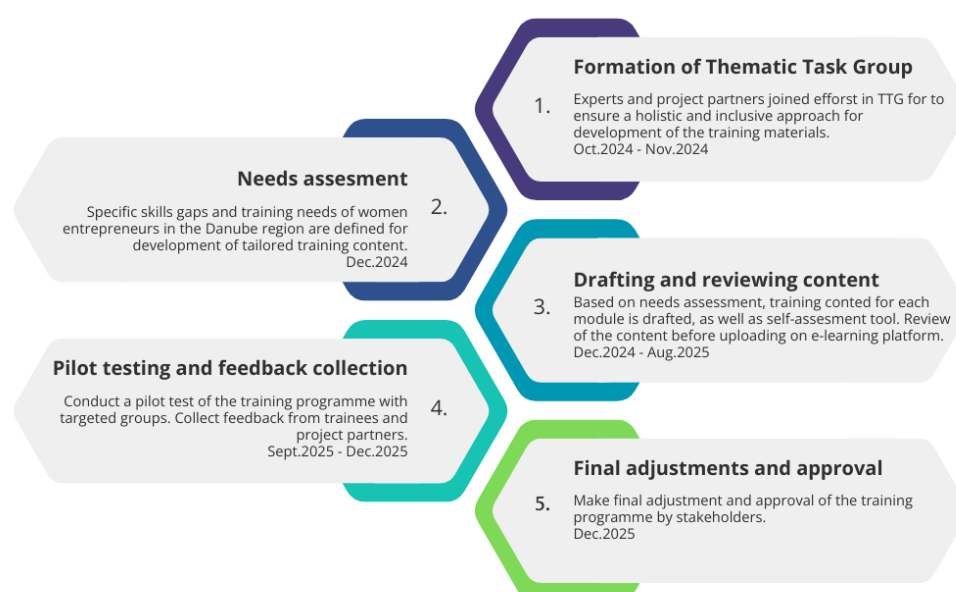 Formation of Thematic Task Group
1.
Experts and project partners joined efforst in TTG for to
ensure a holistic and inclusive approach for
development of the training materials.
Oct.2024 - Nov.2024
Needs assesment
2.
Specific skills gaps and training needs of women
entrepreneurs in the Danube region are defined for
development of tailored training content.
Dec.2024
Drafting and reviewing content
3.
Based on needs assessment, training conted for each
module is drafted, as well as self-assesment tool. Review
of the content before uploading on e-learning platform.
Dec.2024 - Aug.2025
Pilot testing and feedback collection
4.
Conduct a pilot test of the training programme with
targeted groups. Collect feedback from trainees and
project partners.
Sept.2025 - Dec.2025
Final adjustments and approval
5.
Make final adjustment and approval of the training
programme by stakeholders.
Dec.2025